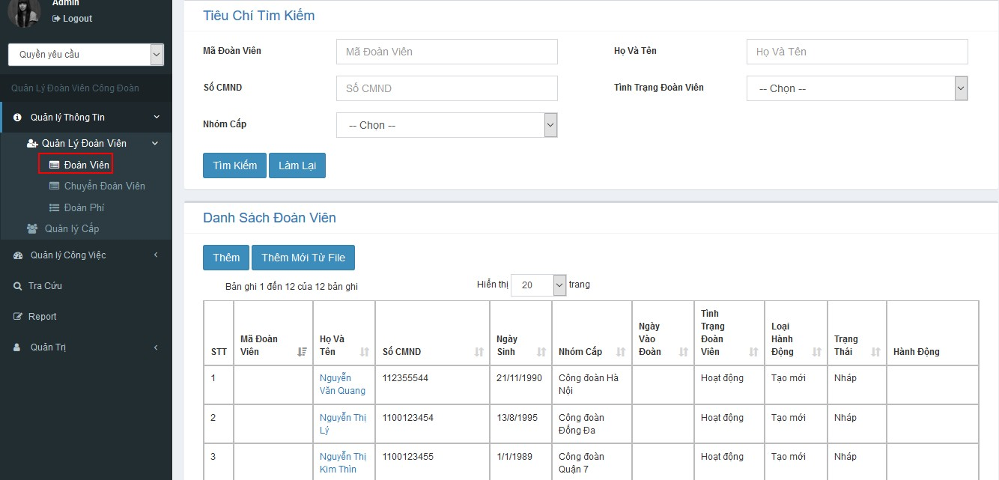 Admin
Logout
Quyền yêu cầu
Quản Lý Đoàn Viên Công Đoàn
Quản lý Thông Tin
Quản Lý Đoàn Viên
Đoàn Viên
Chuyển Đoàn Viên
Đoàn Phí
Quản lý Cấp
Quản lý Công Việc
Tra Cứu
Report
Quản Trị
Tiêu Chí Tìm Kiếm
Mã Đoàn Viên
Mã Đoàn Viên
Họ Và Tên
Họ Và Tên
Số CMND
Số CMND
Tình Trạng Đoàn Viên
-- Chọn --
Nhóm Cấp
-- Chọn --
Tìm Kiếm
Làm Lại
Danh Sách Đoàn Viên
Thêm
Thêm Mới Từ File
Bản ghi 1 đến 12 của 12 bản ghi
Hiển thị 20 trang
STT
Mã Đoàn
Viên
Họ Và
Tên
Số CMND
Ngày
Sinh
Nhóm Cấp
Ngày
Vào
Đoàn
Tình
Trạng
Đoàn
Viên
Loại
Hành
Động
Trạng
Thái
Hành Động
1
Nguyễn
Văn Quang
112355544
21/11/1990
Công đoàn Hà
Nội
Hoạt động
Tạo mới
Nháp
2
Nguyễn Thị
Lý
1100123454
13/8/1995
Công đoàn
Đống Đa
Hoạt động
Tạo mới
Nháp
3
Nguyễn Thị
Kim Thìn
1100123455
1/1/1989
Công đoàn
Quận 7
Hoạt động
Tạo mới
Nháp